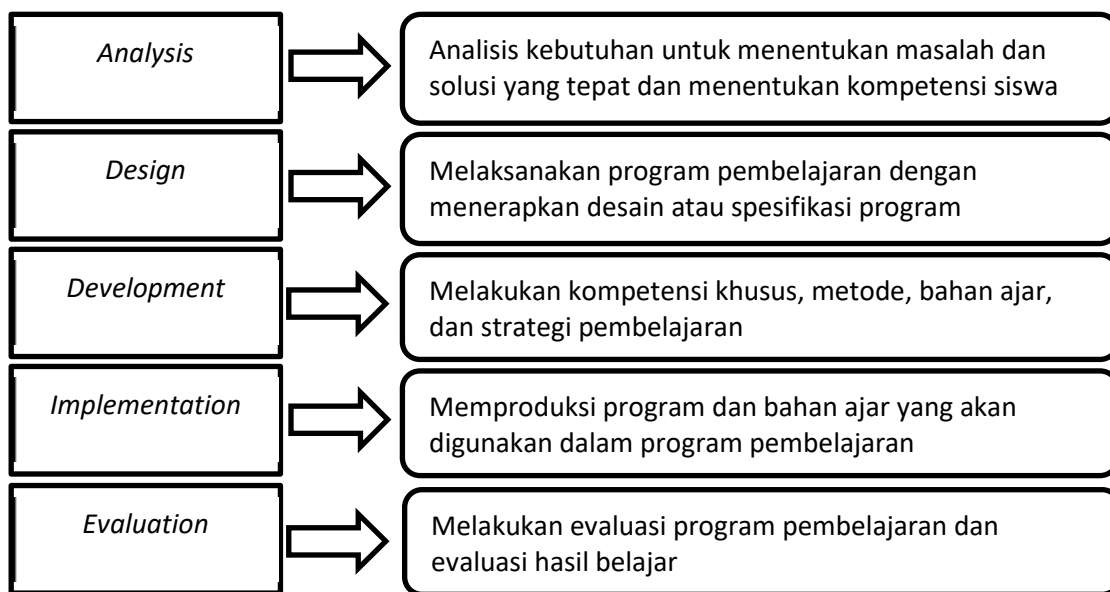 Analysis
Analisis kebutuhan untuk menentukan masalah dan
solusi yang tepat dan menentukan kompetensi siswa
Design
Melaksanakan program pembelajaran dengan
menerapkan desain atau spesifikasi program
Development
Melakukan kompetensi khusus, metode, bahan ajar,
dan strategi pembelajaran
Implementation
Memproduksi program dan bahan ajar yang akan
digunakan dalam program pembelajaran
Evaluation
Melakukan evaluasi program pembelajaran dan
evaluasi hasil belajar